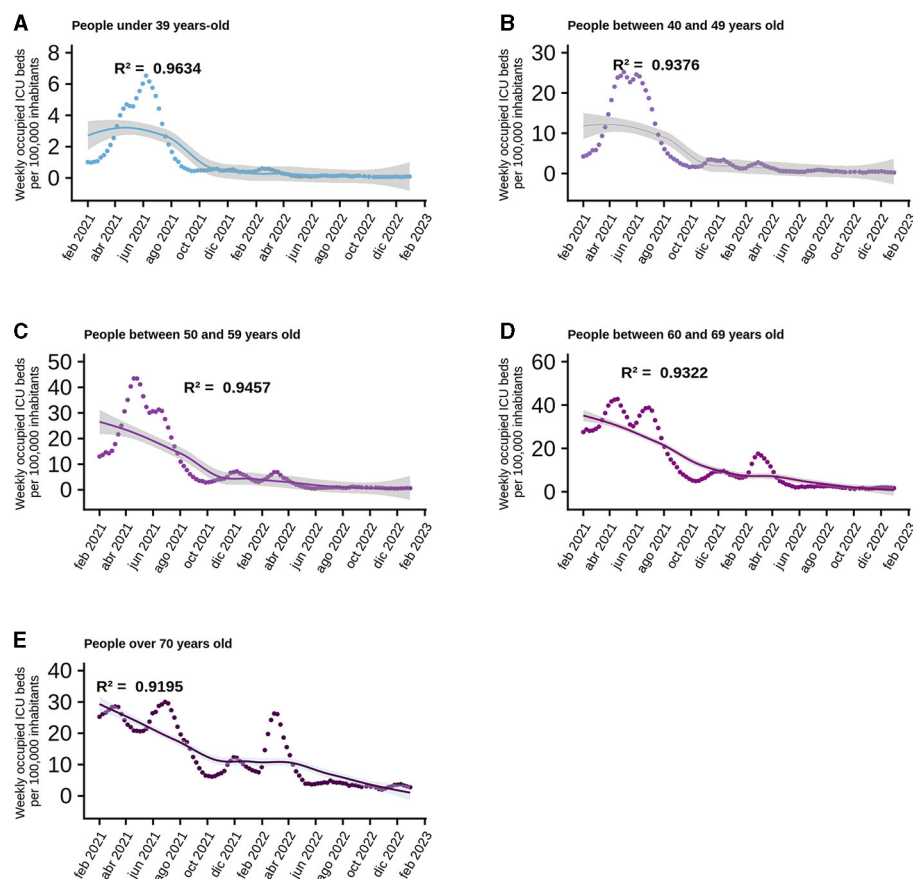 A
People under 39 years-old
Weekly occupied ICU beds
per 100,000 inhabitants
R² = 0.9634
8
6
4
2
0
feb 2021
abr 2021
jun 2021
ago 2021
oct 2021
dic 2021
feb 2022
abr 2022
jun 2022
ago 2022
oct 2022
dic 2022
feb 2023
B
People between 40 and 49 years old
Weekly occupied ICU beds
per 100,000 inhabitants
R² = 0.9376
30
20
10
0
feb 2021
abr 2021
jun 2021
ago 2021
oct 2021
dic 2021
feb 2022
abr 2022
jun 2022
ago 2022
oct 2022
dic 2022
feb 2023
C
People between 50 and 59 years old
Weekly occupied ICU beds
per 100,000 inhabitants
R² = 0.9457
50
40
30
20
10
0
feb 2021
abr 2021
jun 2021
ago 2021
oct 2021
dic 2021
feb 2022
abr 2022
jun 2022
ago 2022
oct 2022
dic 2022
feb 2023
D
People between 60 and 69 years old
Weekly occupied ICU beds
per 100,000 inhabitants
R² = 0.9322
60
40
20
0
feb 2021
abr 2021
jun 2021
ago 2021
oct 2021
dic 2021
feb 2022
abr 2022
jun 2022
ago 2022
oct 2022
dic 2022
feb 2023
E
People over 70 years old
Weekly occupied ICU beds
per 100,000 inhabitants
R² = 0.9195
40
30
20
10
0
feb 2021
abr 2021
jun 2021
ago 2021
oct 2021
dic 2021
feb 2022
abr 2022
jun 2022
ago 2022
oct 2022
dic 2022
feb 2023